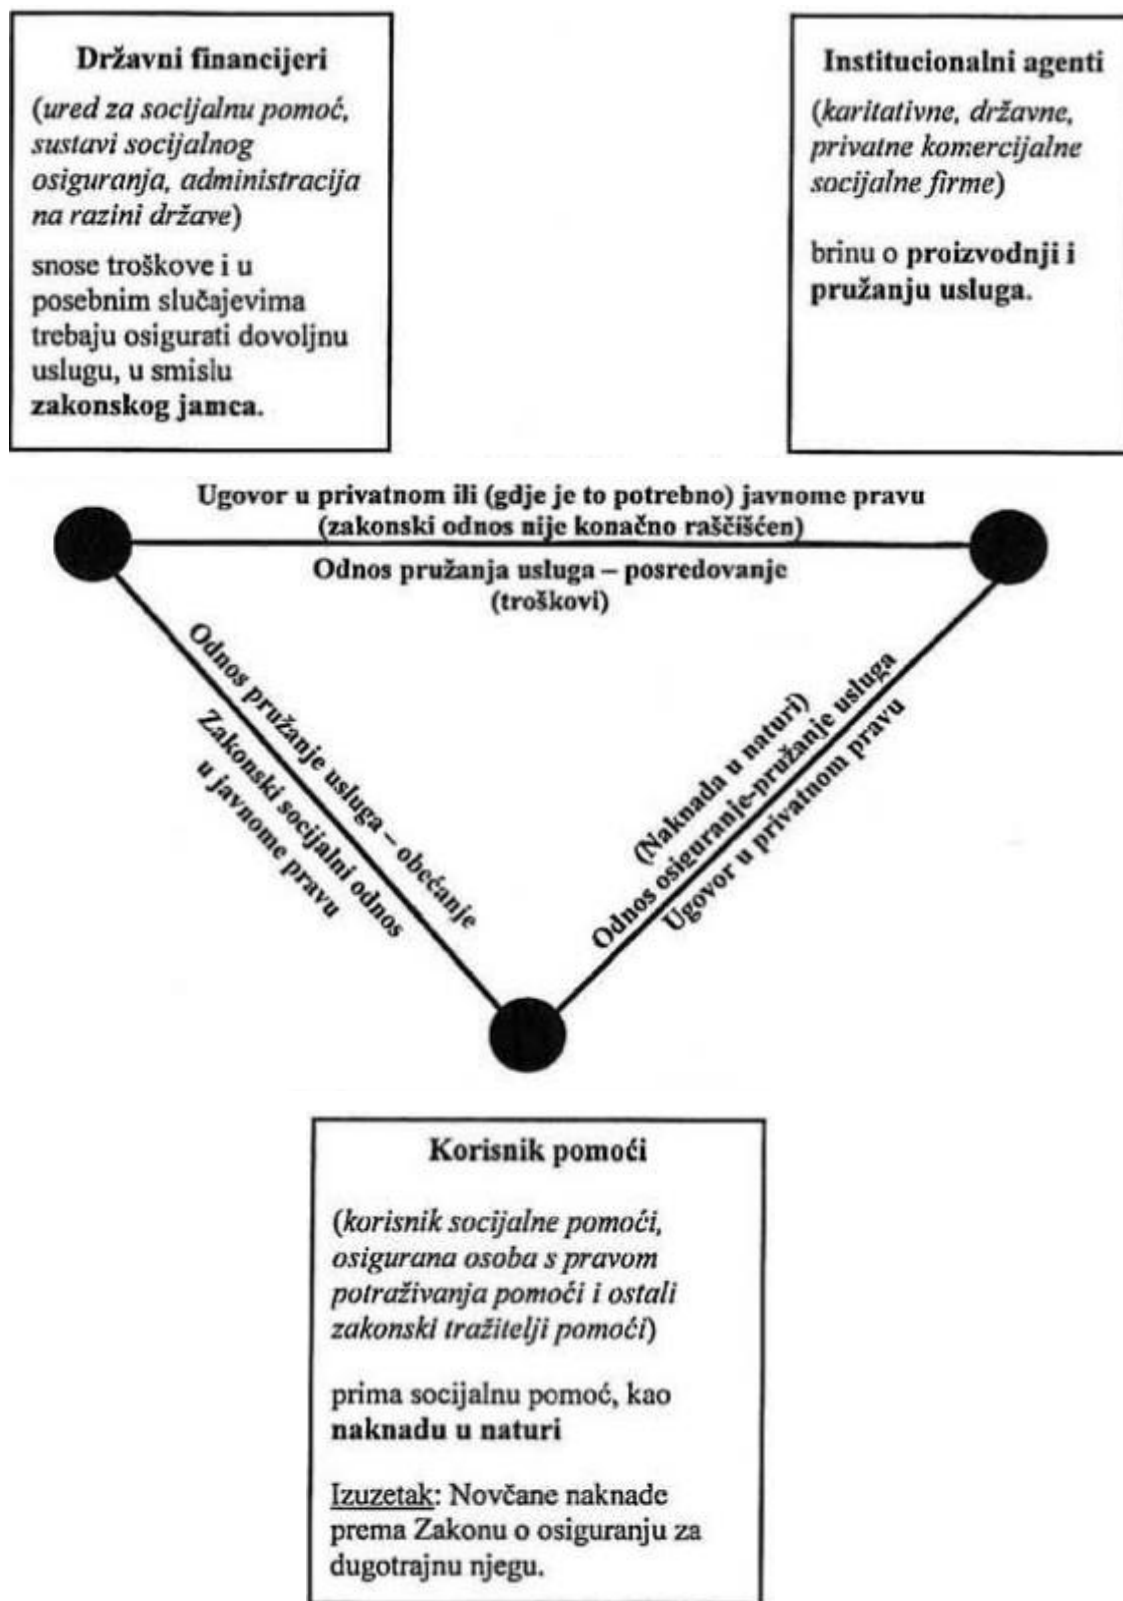 Državni financijeri
(ured za socijalnu pomoć,
sustavi socijalnog
osiguranja, administracija
na razini države)
snose troškove i u
posebnim slučajevima
trebaju osigurati dovoljnu
uslugu, u smislu
zakonskog jamca.
Institucionalni agenti
(karitativne, državne,
privatne komercijalne
socijalne firme)
brinu o proizvodnji i
pružanju usluga.
Ugovor u privatnom ili (gdje je to potrebno) javnome pravu
(zakonski odnos nije konačno raščišćen)
Odnos pružanja usluga – posredovanje
(troškovi)
Odnos pružanje usluga – obećanje
Zakonski socijalni odnos
u javnome pravu
(Naknada u naturi)
Odnos osiguranje-pružanje usluga
Ugovor u privatnom pravu
Korisnik pomoći
(korisnik socijalne pomoći,
osigurana osoba s pravom
potraživanja pomoći i ostali
zakonski tražitelji pomoći)
prima socijalnu pomoć, kao
naknadu u naturi
Izuzetak: Novčane naknade
prema Zakonu o osiguranju za
dugotrajnu njegu.